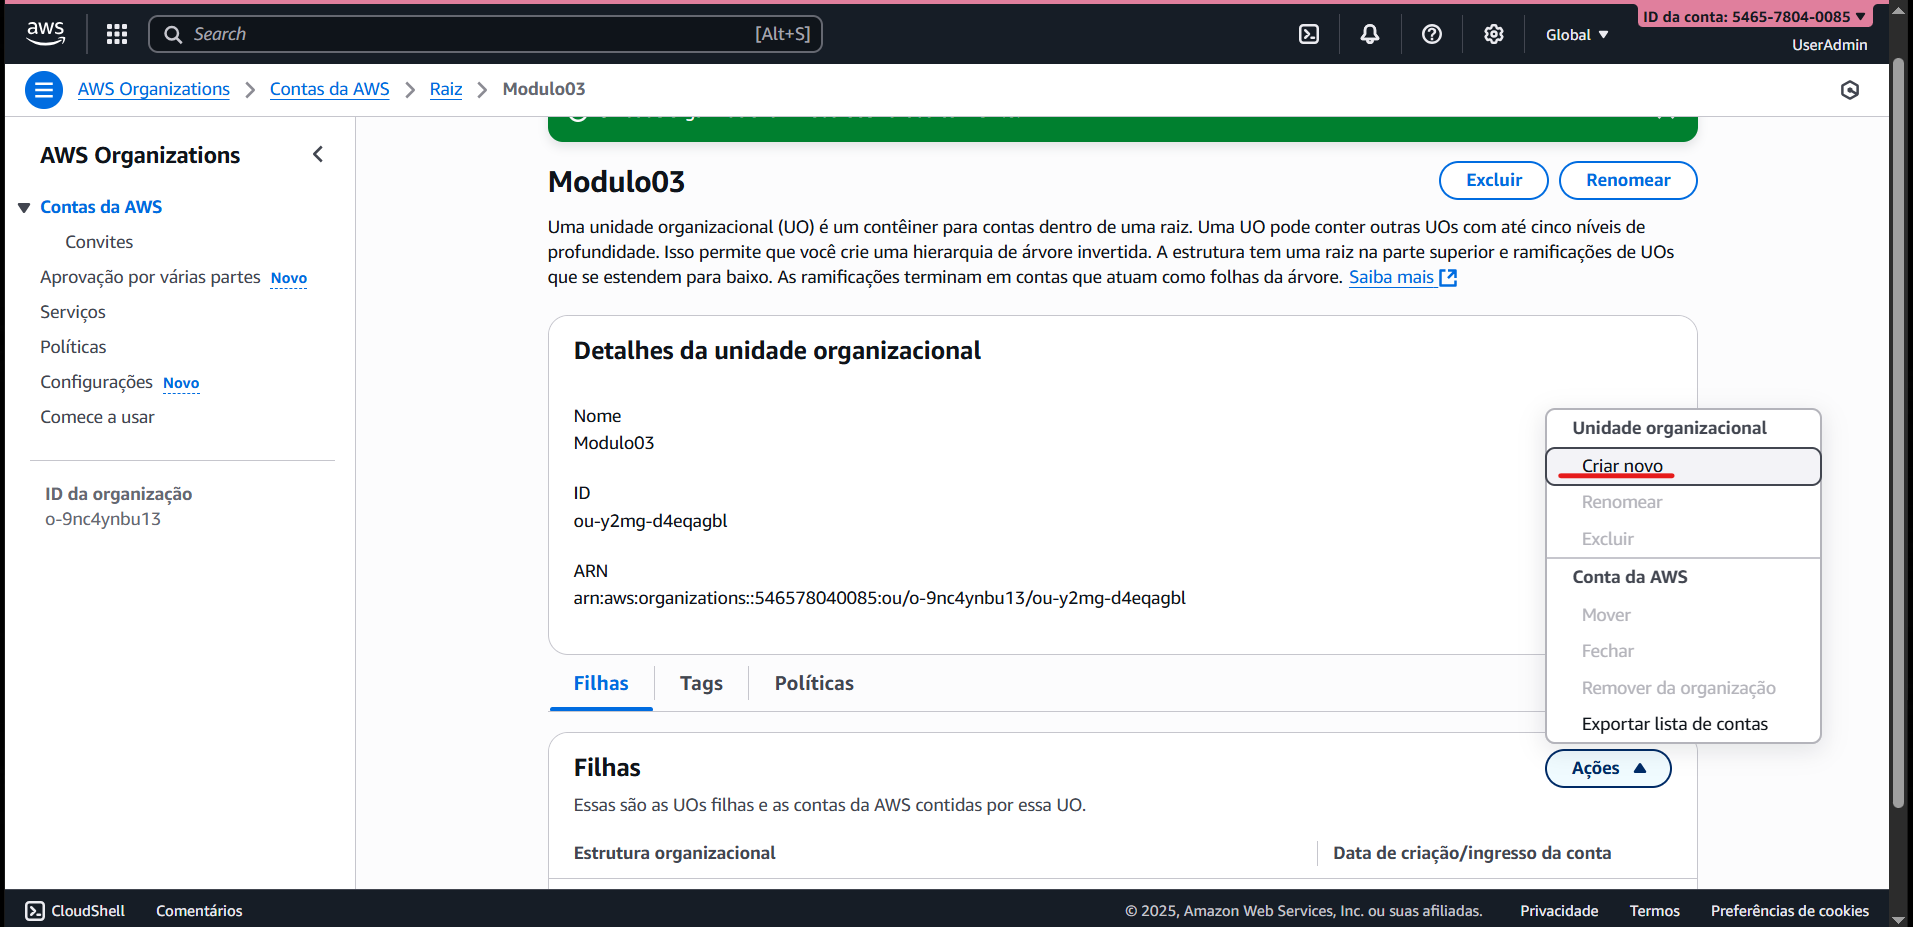 aws
Search
[Alt+S]
Global
ID da conta: 5465-7804-0085
UserAdmin
AWS Organizations
Contas da AWS
Raiz
Modulo03
AWS Organizations
Contas da AWS
Convites
Aprovação por várias partes Novo
Serviços
Políticas
Configurações Novo
Comece a usar
ID da organização
o-9nc4ynbu13
Modulo03
Excluir
Renomear
Uma unidade organizacional (UO) é um contêiner para contas dentro de uma raiz. Uma UO pode conter outras UOs com até cinco níveis de
profundidade. Isso permite que você crie uma hierarquia de árvore invertida. A estrutura tem uma raiz na parte superior e ramificações de UOs
que se estendem para baixo. As ramificações terminam em contas que atuam como folhas da árvore. Saiba mais
Detalhes da unidade organizacional
Nome
Modulo03
ID
ou-y2mg-d4eqagbl
ARN
arn:aws:organizations::546578040085:ou/o-9nc4ynbu13/ou-y2mg-d4eqagbl
Unidade organizacional
Criar novo
Renomear
Excluir
Conta da AWS
Mover
Fechar
Remover da organização
Exportar lista de contas
Filhas
Tags
Políticas
Filhas
Ações
Essas são as UOs filhas e as contas da AWS contidas por essa UO.
Estrutura organizacional
Data de criação/ingresso da conta
CloudShell
Comentários
© 2025, Amazon Web Services, Inc. ou suas afiliadas.
Privacidade
Termos
Preferências de cookies